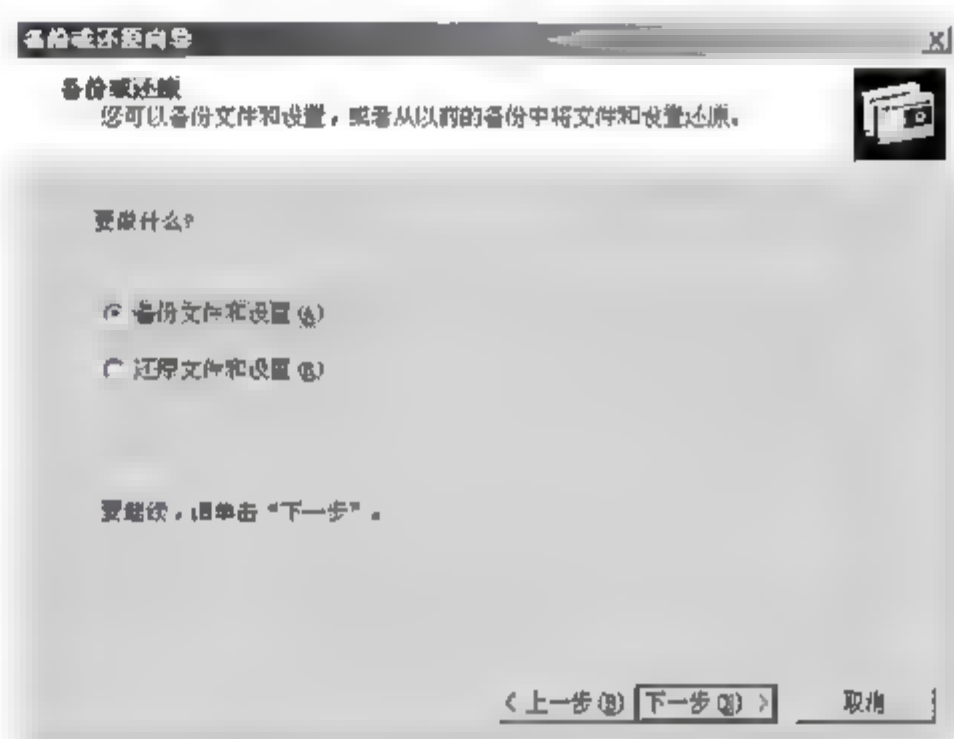 备份或还原向导
备份或还原
您可以备份文件和设置，或者从以前的备份中将文件和设置还原。
要做什么?
备份文件和设置(A)
还原文件和设置(R)
要继续，请单击“下一步”。
<上一步(B) 下一步(N)> 取消